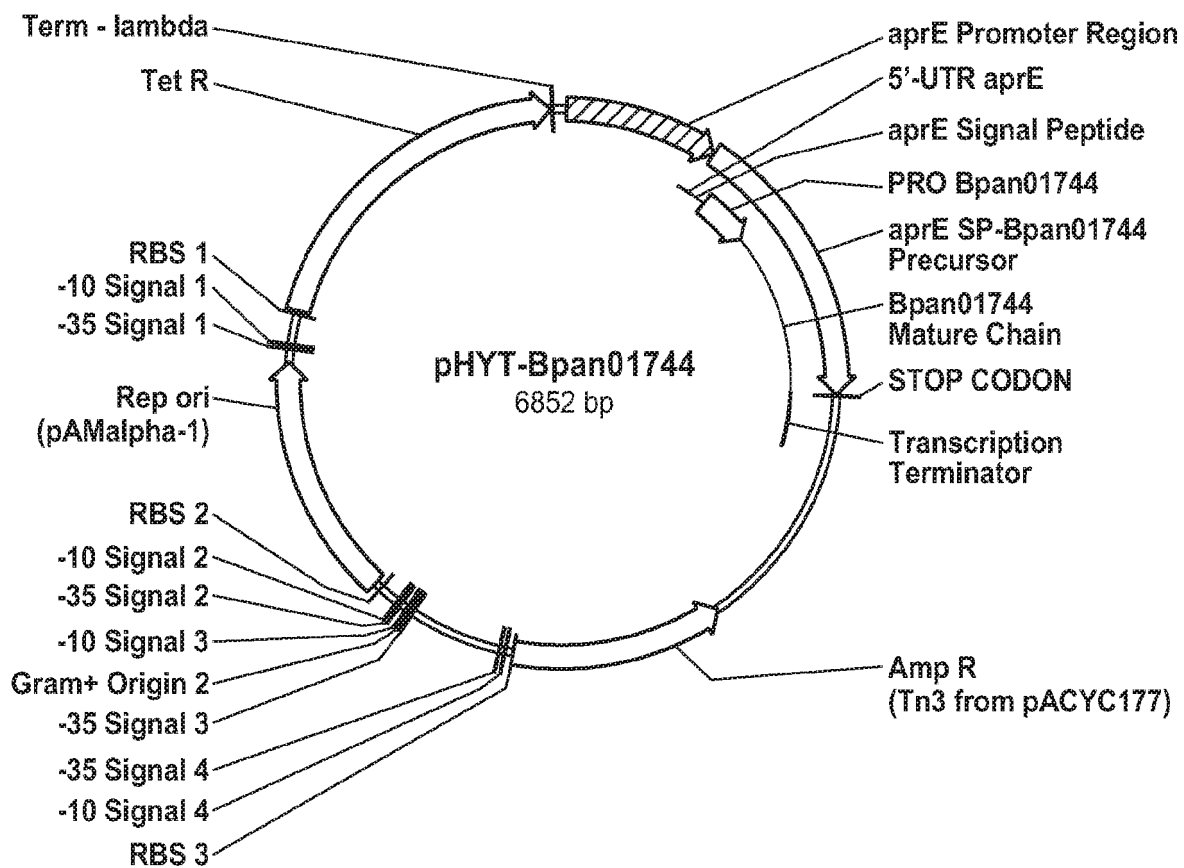 Term - lambda
Tet R
RBS 1
-10 Signal 1
-35 Signal 1
Rep ori
(pAMalpha-1)
RBS 2
-10 Signal 2
-35 Signal 2
-10 Signal 3
Gram+ Origin 2
-35 Signal 3
-35 Signal 4
-10 Signal 4
RBS 3
pHYT-Bpan01744
6852 bp
aprE Promoter Region
5'-UTR aprE
aprE Signal Peptide
PRO Bpan01744
aprE SP-Bpan01744
Precursor
Bpan01744
Mature Chain
STOP CODON
Transcription
Terminator
Amp R
(Tn3 from pACYC177)